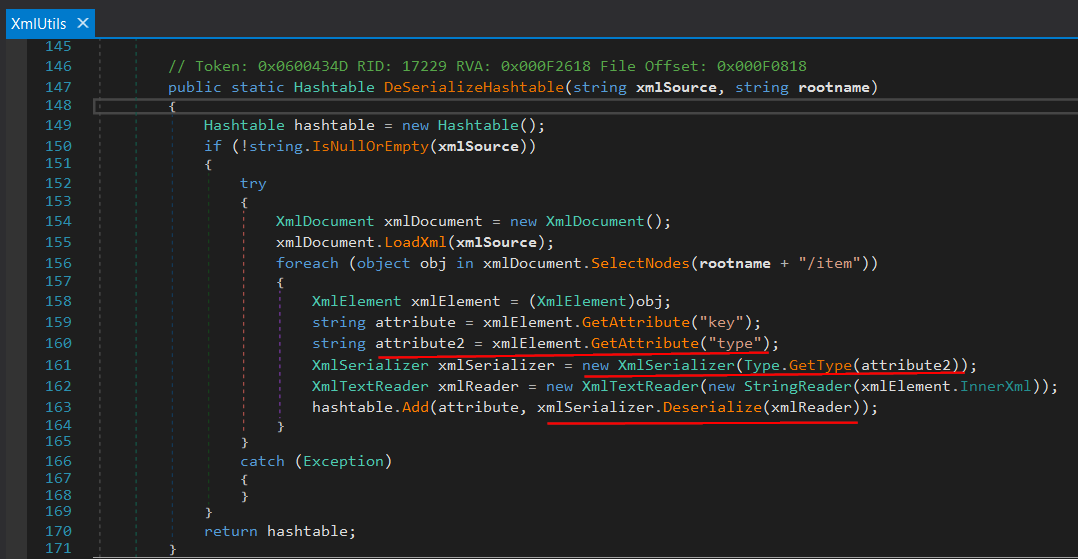 XmlUtils ×
145
146 // Token: 0x0600434D RID: 17229 RVA: 0x000F2618 File Offset: 0x000F0818
147 public static Hashtable DeSerializeHashtable(string xmlSource, string rootname)
148 {
149 Hashtable hashtable = new Hashtable();
150 if (!string.IsNullOrEmpty(xmlSource))
151 {
152 try
153 {
154 XmlDocument xmlDocument = new XmlDocument();
155 xmlDocument.LoadXml(xmlSource);
156 foreach (object obj in xmlDocument.SelectNodes(rootname + "/item"))
157 {
158 XmlElement xmlElement = (XmlElement)obj;
159 string attribute = xmlElement.GetAttribute("key");
160 string attribute2 = xmlElement.GetAttribute("type");
161 XmlSerializer xmlSerializer = new XmlSerializer(Type.GetType(attribute2));
162 XmlTextReader xmlReader = new XmlTextReader(new StringReader(xmlElement.InnerXml));
163 hashtable.Add(attribute, xmlSerializer.Deserialize(xmlReader));
164 }
165 }
166 catch (Exception)
167 {
168 }
169 }
170 return hashtable;
171 }